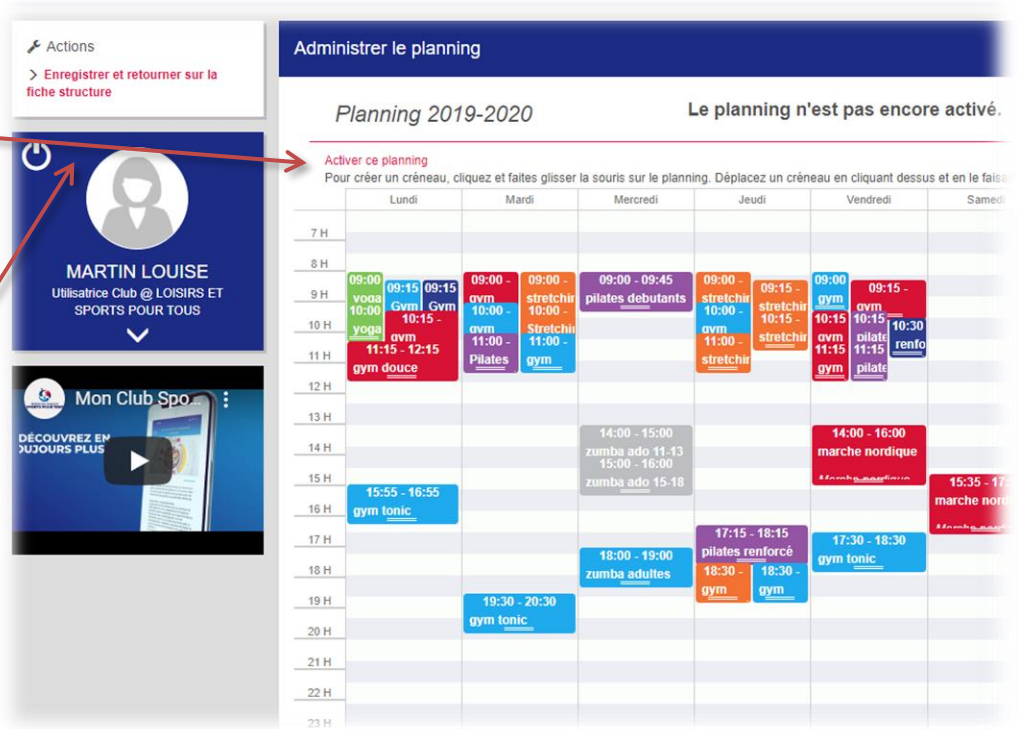 Actions
> Enregistrer et retourner sur la
fiche structure
MARTIN LOUISE
Utilisatrice Club @ LOISIRS ET
SPORTS POUR TOUS
Mon Club Spo...
DÉCOUVREZ EN
TOUJOURS PLUS
Administrer le planning
Planning 2019-2020
Le planning n'est pas encore activé.
Activer ce planning
Pour créer un créneau, cliquez et faites glisser la souris sur le planning. Déplacez un créneau en cliquant dessus et en le faisa
Lundi Mardi Mercredi Jeudi Vendredi Samedi
7 H
8 H
9 H
10 H
11 H
12 H
13 H
14 H
15 H
16 H
17 H
18 H
19 H
20 H
21 H
22 H
23 H
09:00
yoga
09:15
Gym
09:15
Gym
10:00
yoga
10:15 -
gym
11:15 - 12:15
gym douce
15:55 - 16:55
gym tonic
09:00 -
gym
09:00 -
stretchin
10:00 -
gym
10:00 -
Stretchin
11:00 -
Pilates
11:00 -
gym
19:30 - 20:30
gym tonic
09:00 - 09:45
pilates debutants
14:00 - 15:00
zumba ado 11-13
15:00 - 16:00
zumba ado 15-18
18:00 - 19:00
zumba adultes
09:00 -
stretchin
09:15 -
stretchin
10:00 -
gym
10:15 -
stretchin
11:00 -
stretchin
17:15 - 18:15
pilates renforcé
18:30 -
gym
18:30 -
gym
09:00
gym
09:15 -
gym
10:15
gym
10:15
pilate
10:30
renfo
11:15
gym
11:15
pilate
14:00 - 16:00
marche nordique
Marche nordique
17:30 - 18:30
gym tonic
15:35 - 17:
marche nord